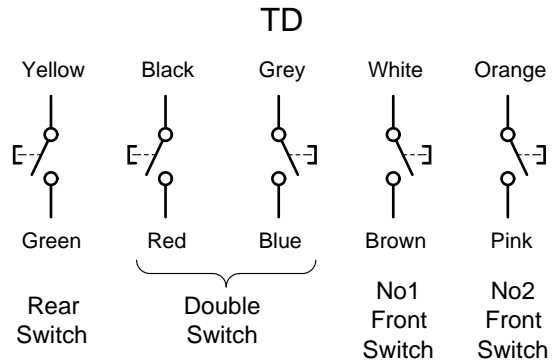 TD
Yellow
Black
Grey
White
Orange
Green
Red
Blue
Brown
Pink
Rear
Switch
Double
Switch
No1
Front
Switch
No2
Front
Switch